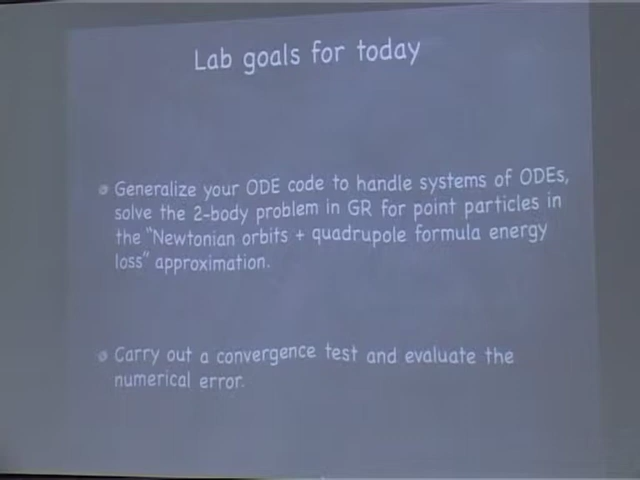 Lab goals for today
Generalize your ODE code to handle systems of ODEs,
solve the 2-body problem in GR for point particles in
the "Newtonian orbits + quadrupole formula energy
loss" approximation.
Carry out a convergence test and evaluate the
numerical error.